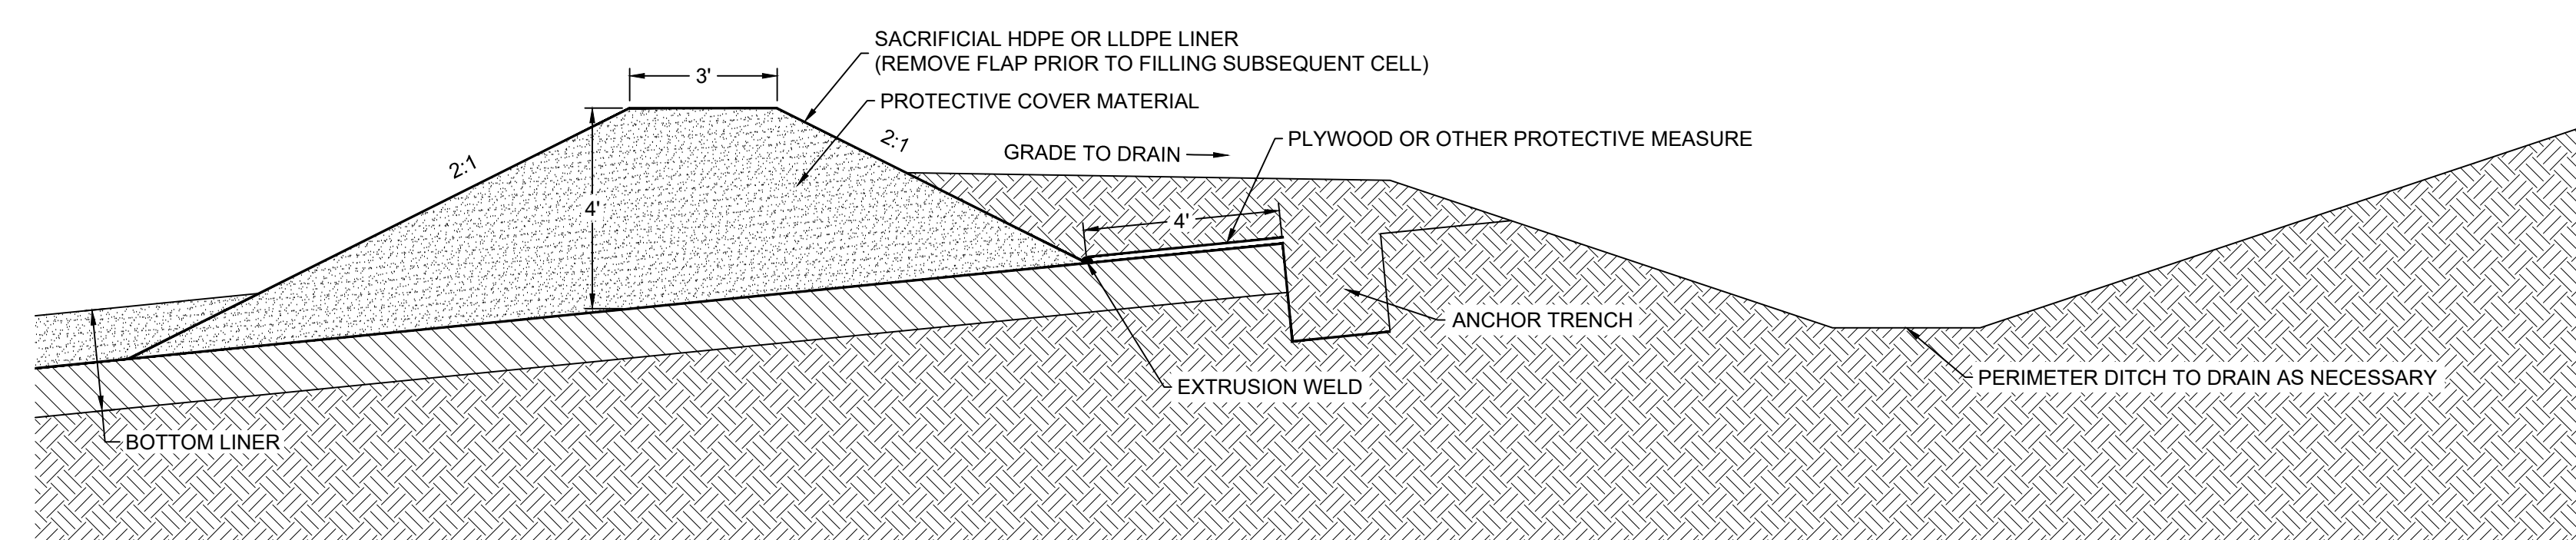 SACRIFICIAL HDPE OR LLDPE LINER
(REMOVE FLAP PRIOR TO FILLING SUBSEQUENT CELL)
3'
PROTECTIVE COVER MATERIAL
2:1
2:1
PLYWOOD OR OTHER PROTECTIVE MEASURE
GRADE TO DRAIN
4'
4'
ANCHOR TRENCH
EXTRUSION WELD
PERIMETER DITCH TO DRAIN AS NECESSARY
BOTTOM LINER